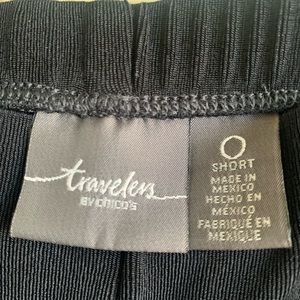 travelers
BY CHICO'S
0
SHORT
MADE IN
MEXICO
HECHO EN
MÉXICO
FABRIQUÉ EN
MEXIQUE